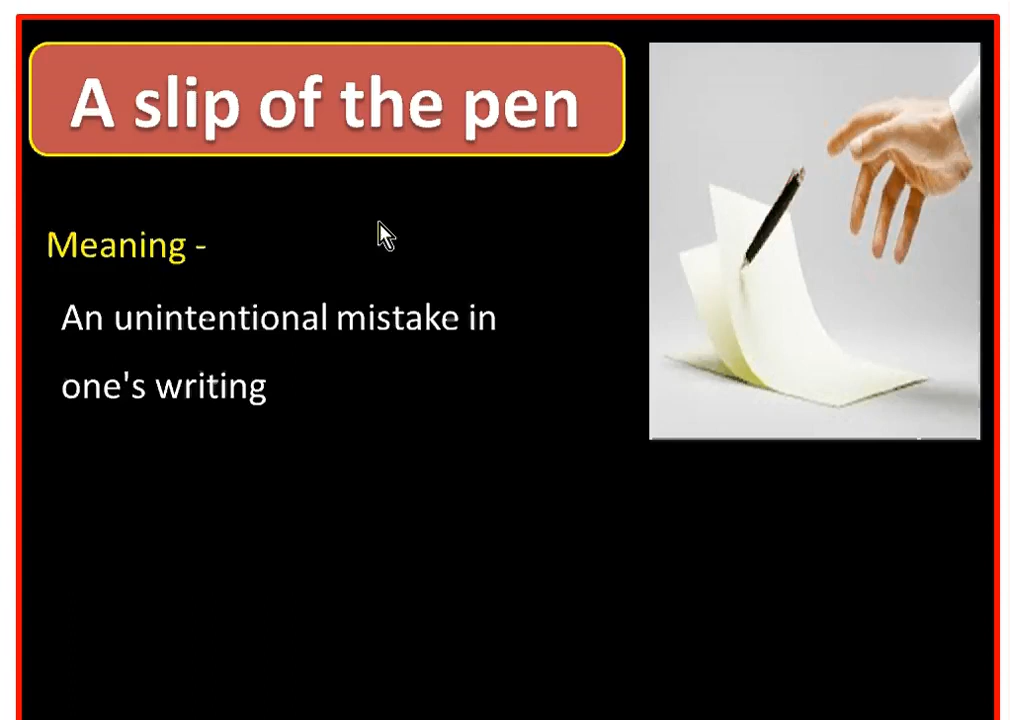 A slip of the pen
Meaning -
An unintentional mistake in
one's writing